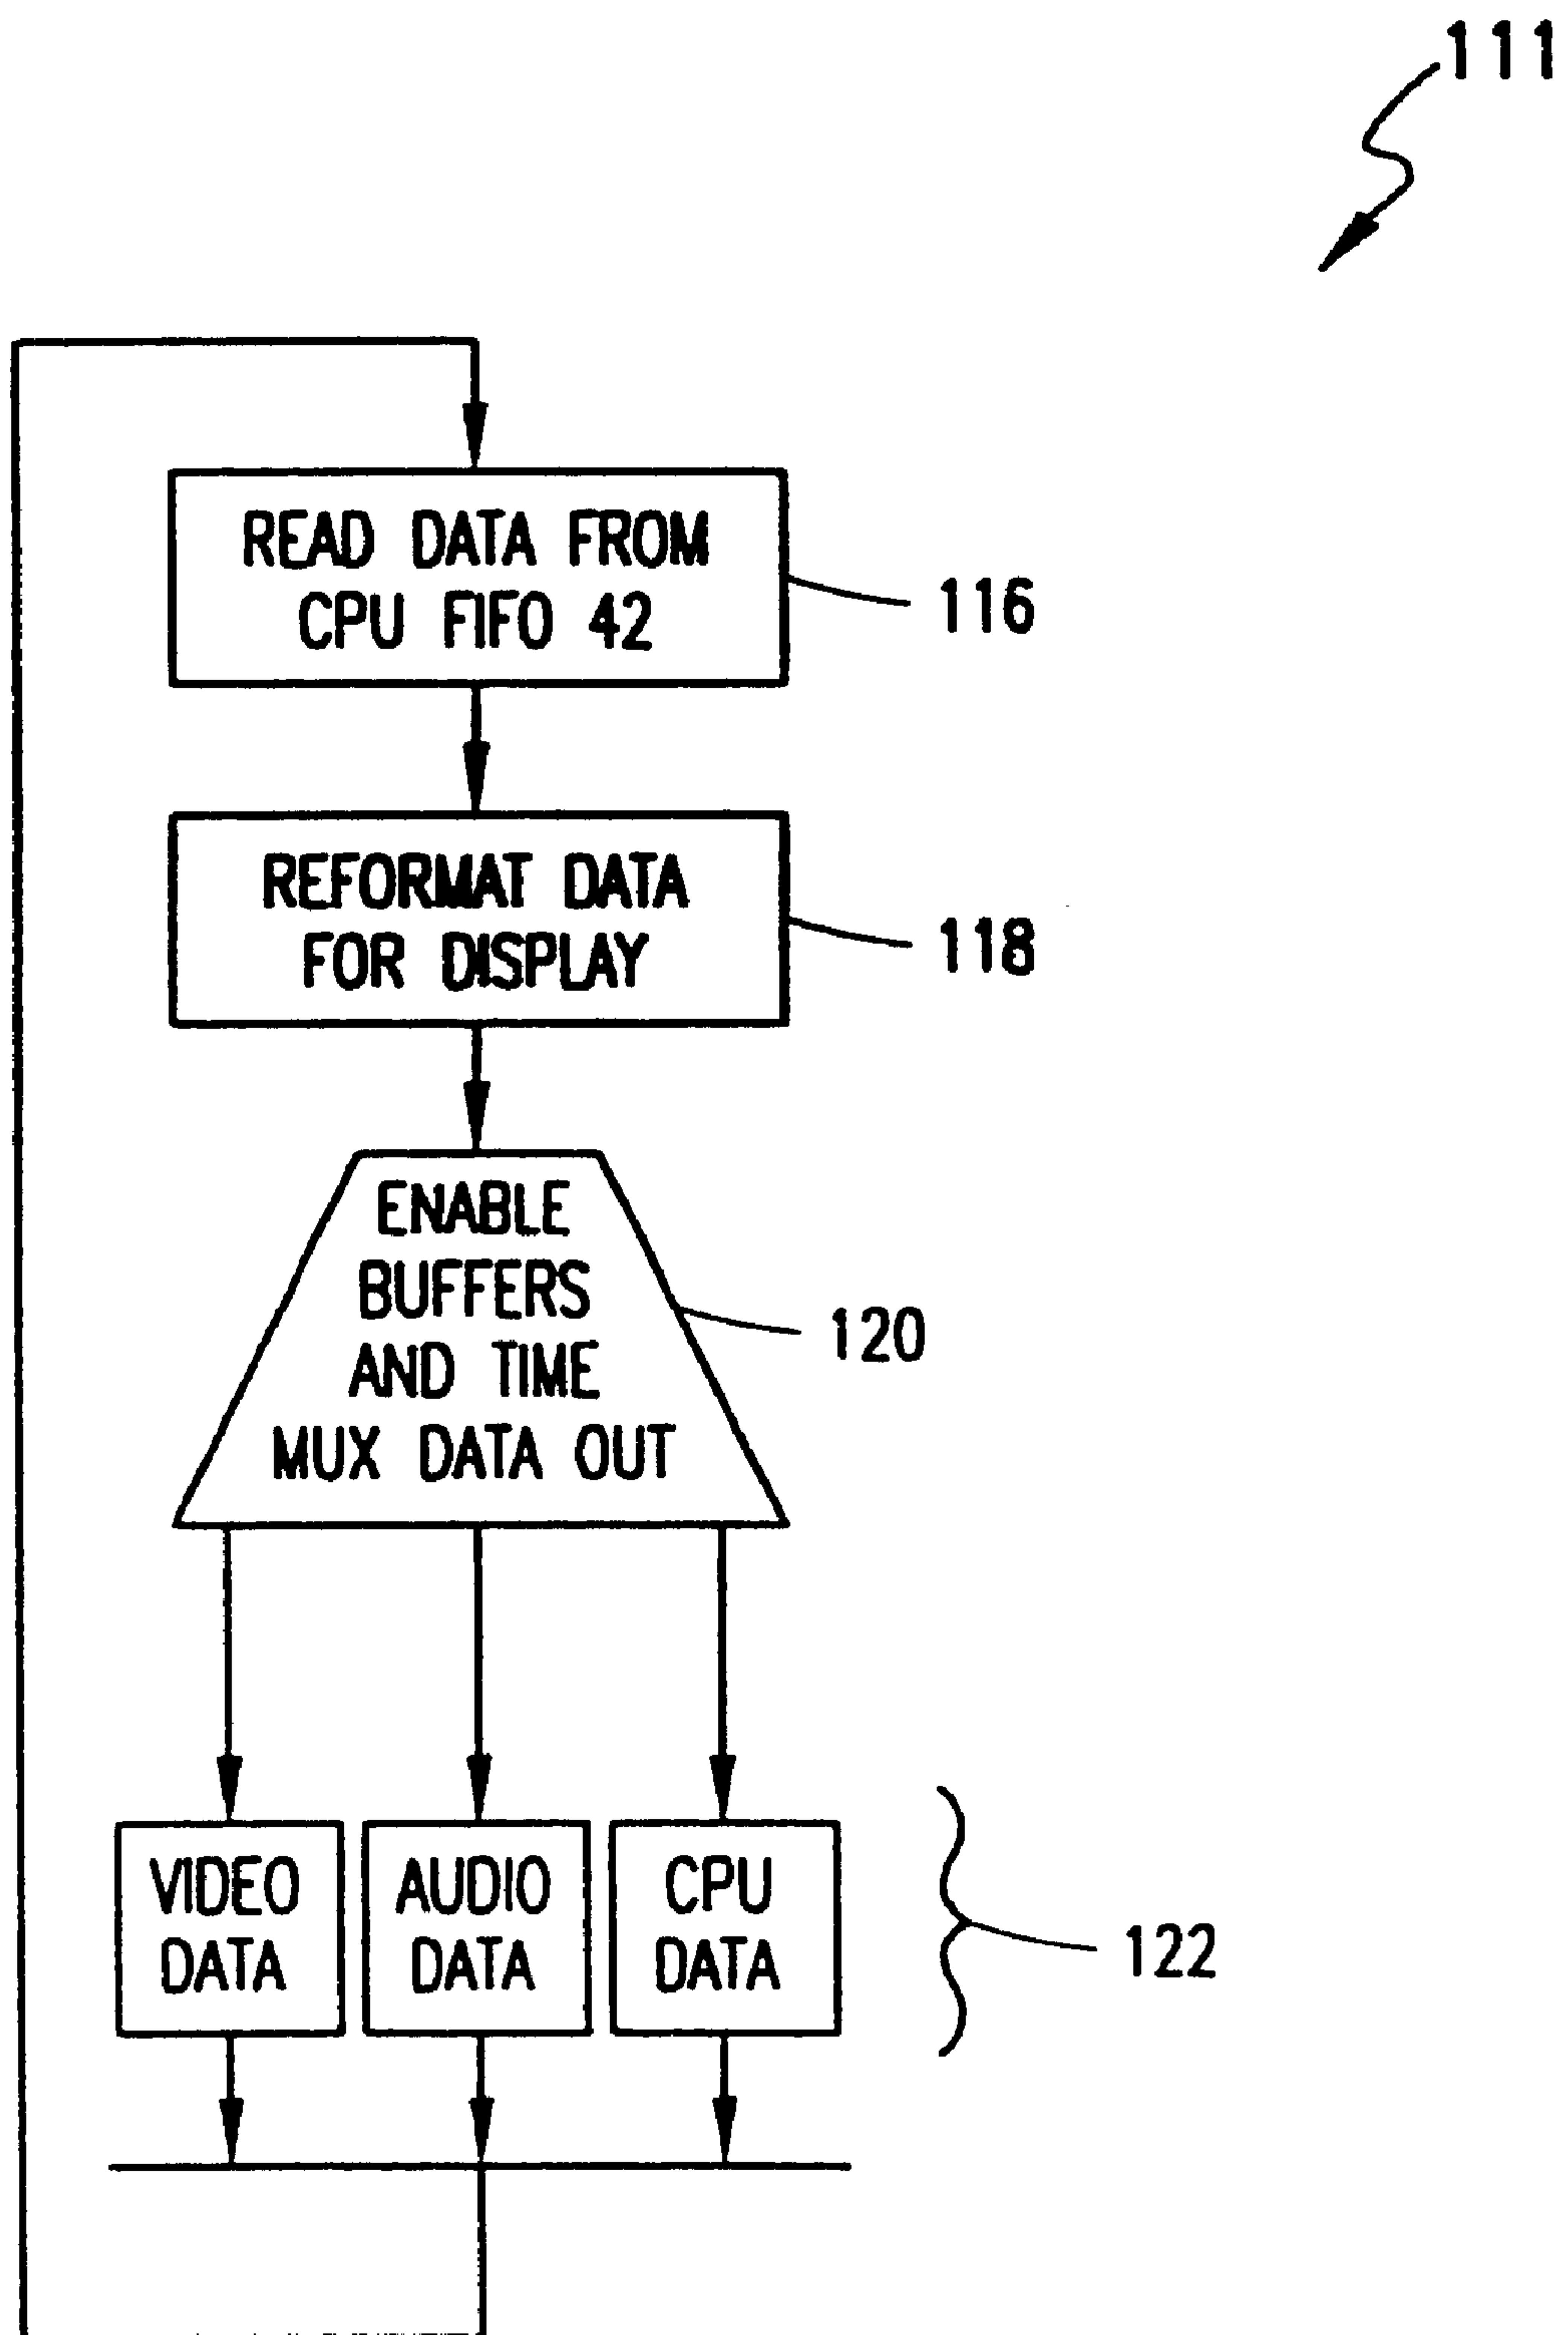 111
READ DATA FROM
CPU FIFO 42
116
REFORMAT DATA
FOR DISPLAY
118
ENABLE
BUFFERS
AND TIME
MUX DATA OUT
120
VIDEO
DATA
AUDIO
DATA
CPU
DATA
122